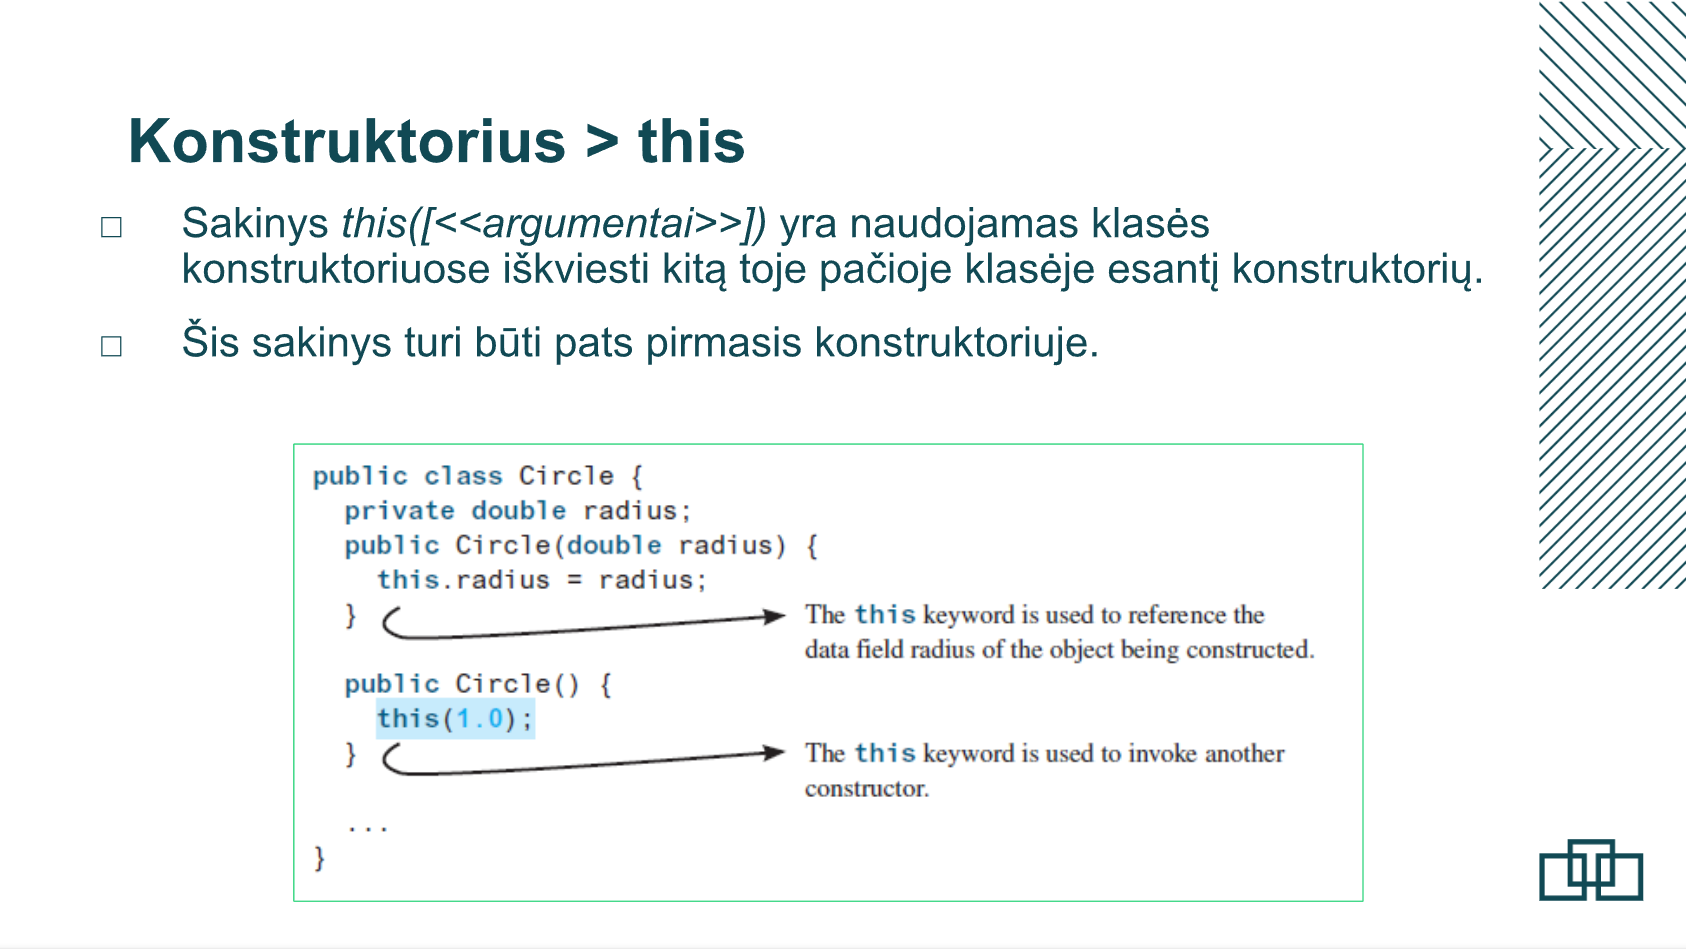 Konstruktorius > this
Sakinys this([<<argumentai>>]) yra naudojamas klasės
konstruktoriuose iškviesti kitą toje pačioje klasėje esantį konstruktorių.
Šis sakinys turi būti pats pirmasis konstruktoriuje.
public class Circle {
private double radius;
public Circle(double radius) {
this.radius = radius;
}
The this keyword is used to reference the
data field radius of the object being constructed.
public Circle() {
this(1.0);
}
The this keyword is used to invoke another
constructor.
...
}